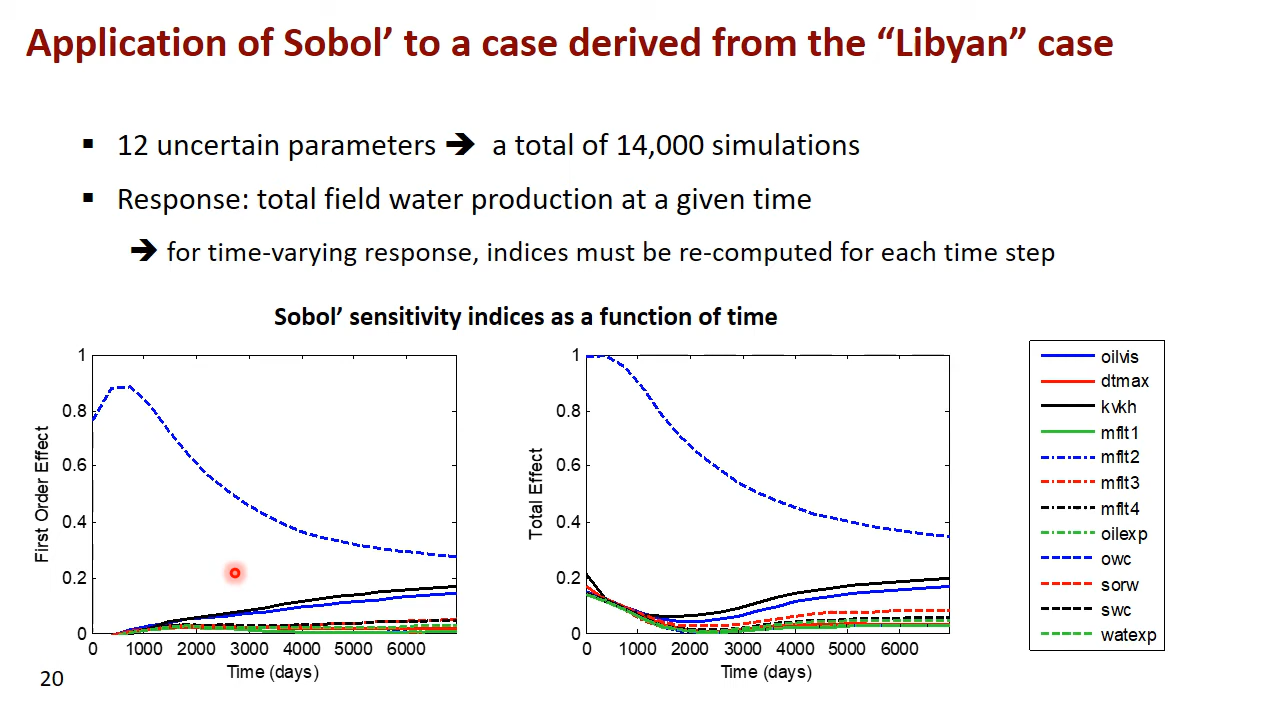 Application of Sobol’ to a case derived from the “Libyan” case
▪ 12 uncertain parameters 🡺 a total of 14,000 simulations
▪ Response: total field water production at a given time
🡺 for time-varying response, indices must be re-computed for each time step
Sobol’ sensitivity indices as a function of time
First Order Effect
1
0.8
0.6
0.4
0.2
0
0 1000 2000 3000 4000 5000 6000
Time (days)
Total Effect
1
0.8
0.6
0.4
0.2
0
0 1000 2000 3000 4000 5000 6000
Time (days)
oilvis
dtmax
kvkh
mflt1
mflt2
mflt3
mflt4
oilexp
owc
sorw
swc
watexp
20